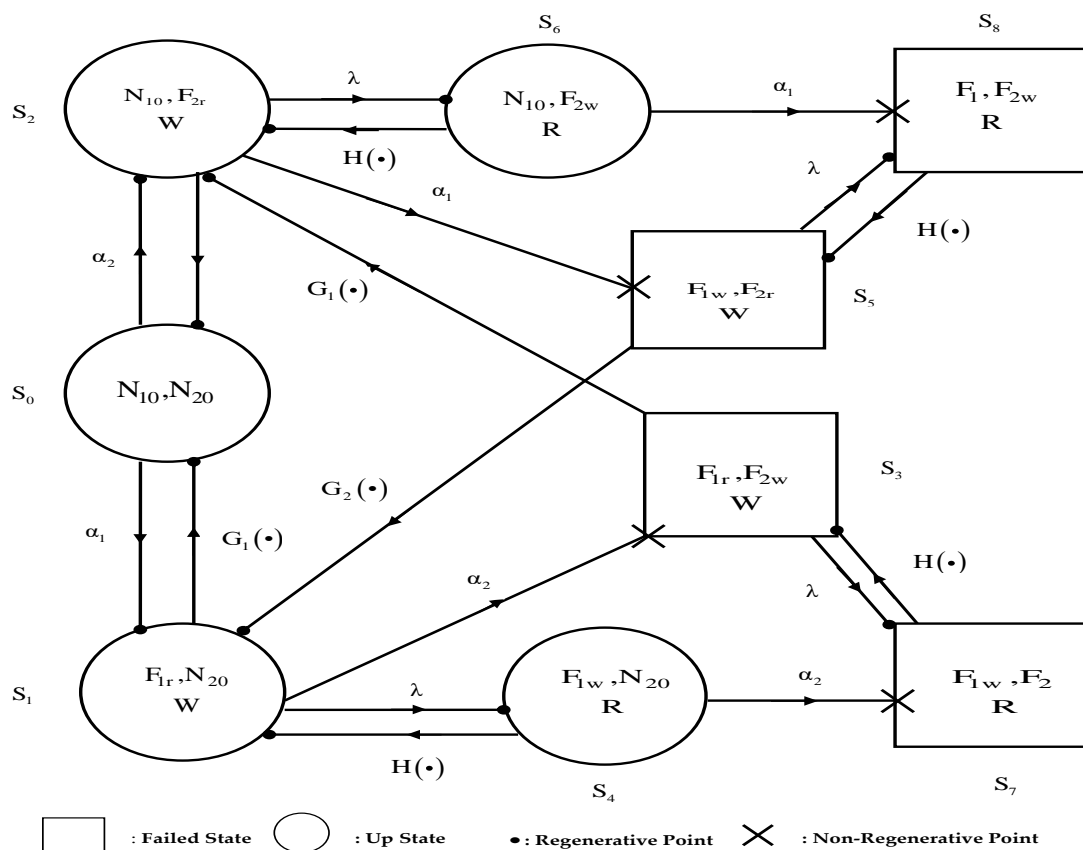 S₆
S₈
S₂
N₁₀, F₂ᵣ
W
λ
H(•)
N₁₀, F₂w
R
α₁
F₁, F₂w
R
λ
H(•)
α₁
α₂
G₁(•)
F₁w, F₂ᵣ
W
S₅
S₀
N₁₀, N₂₀
F₁ᵣ, F₂w
W
S₃
G₂(•)
α₁
G₁(•)
α₂
λ
H(•)
S₁
F₁ᵣ, N₂₀
W
λ
H(•)
F₁w, N₂₀
R
α₂
F₁w, F₂
R
S₄
S₇
: Failed State
: Up State
: Regenerative Point
: Non-Regenerative Point